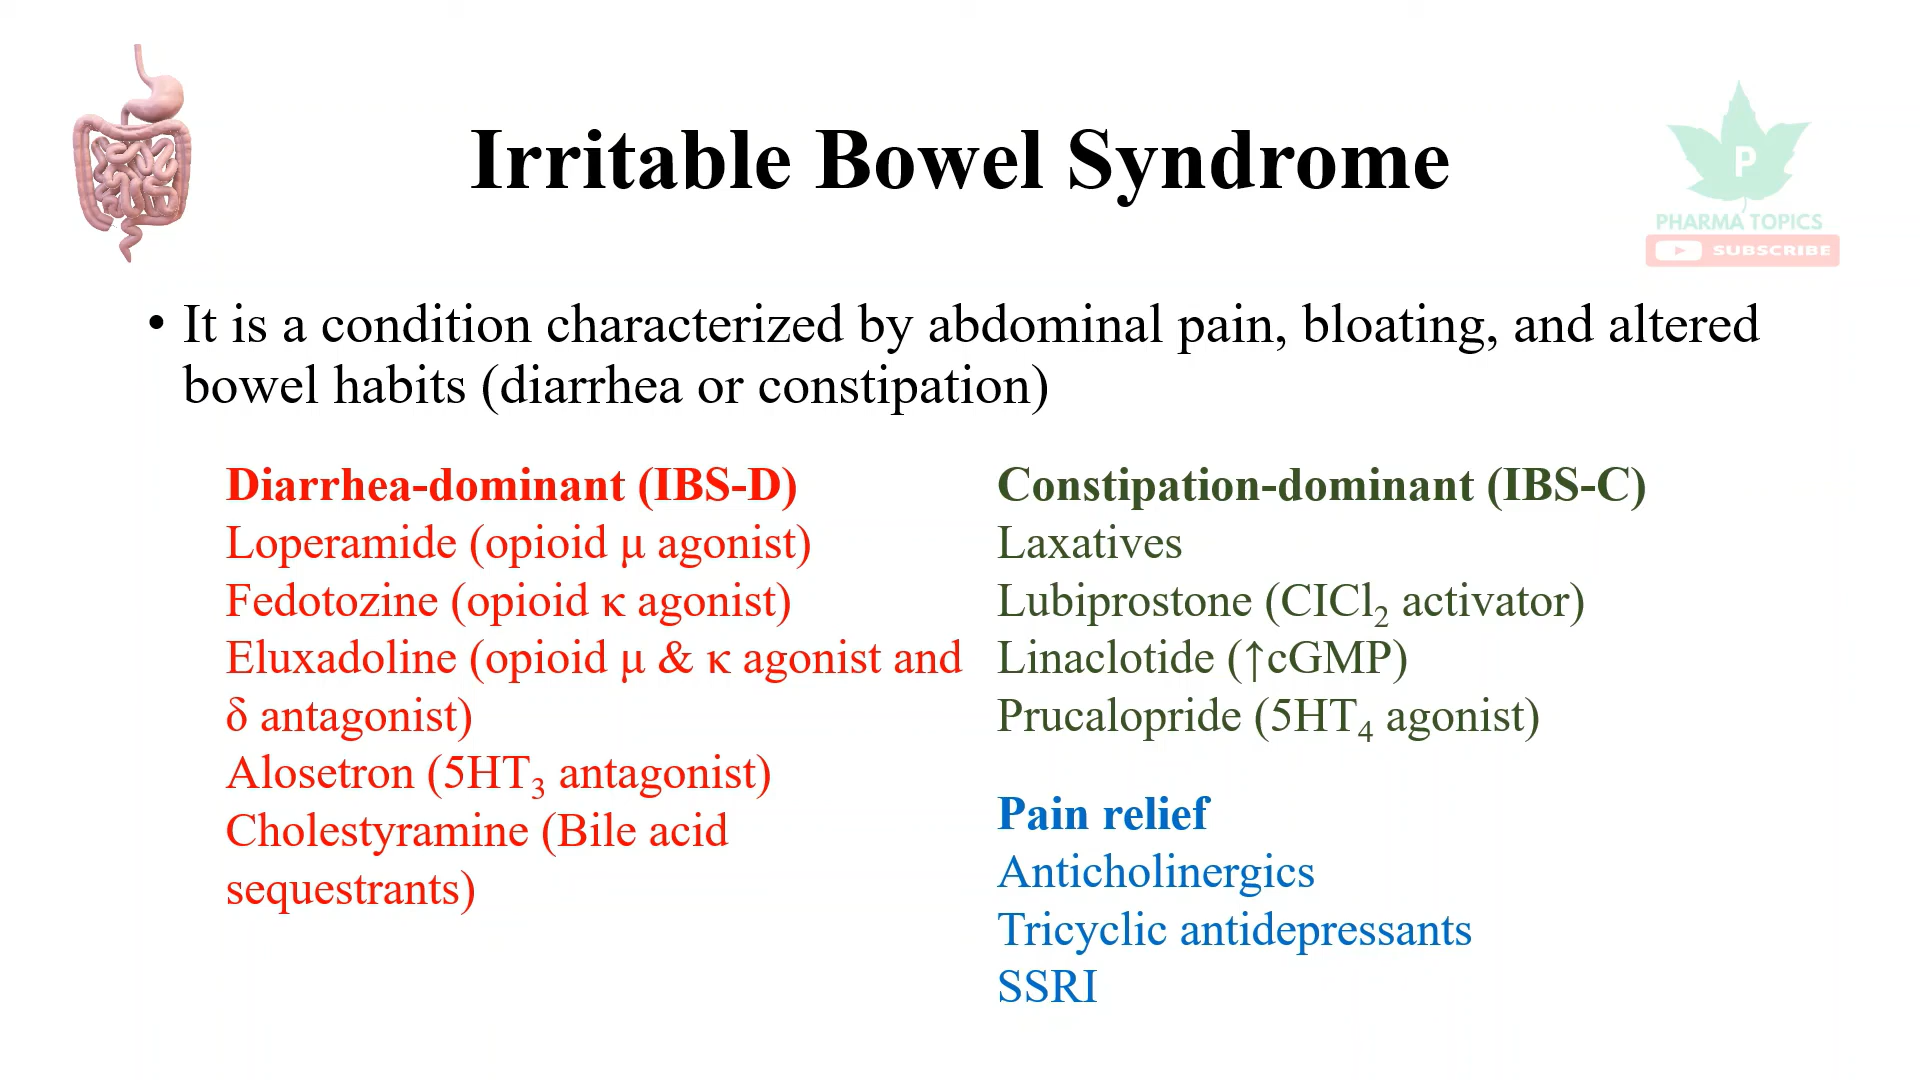 Irritable Bowel Syndrome
P
PHARMA TOPICS
SUBSCRIBE
• It is a condition characterized by abdominal pain, bloating, and altered
bowel habits (diarrhea or constipation)
Diarrhea-dominant (IBS-D)
Loperamide (opioid μ agonist)
Fedotozine (opioid κ agonist)
Eluxadoline (opioid μ & κ agonist and
δ antagonist)
Alosetron (5HT₃ antagonist)
Cholestyramine (Bile acid
sequestrants)
Constipation-dominant (IBS-C)
Laxatives
Lubiprostone (CICl₂ activator)
Linaclotide (↑cGMP)
Prucalopride (5HT₄ agonist)
Pain relief
Anticholinergics
Tricyclic antidepressants
SSRI